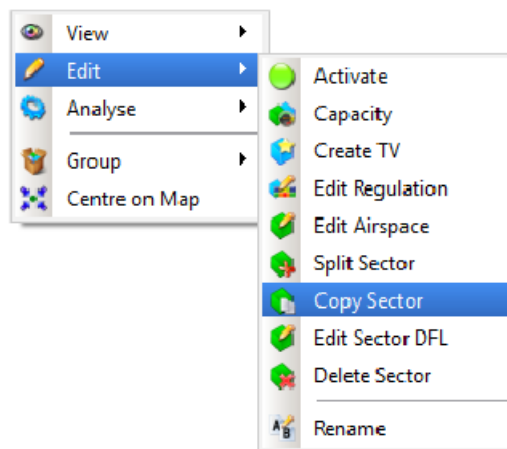 View
Edit
Analyse
Group
Centre on Map
Activate
Capacity
Create TV
Edit Regulation
Edit Airspace
Split Sector
Copy Sector
Edit Sector DFL
Delete Sector
Rename